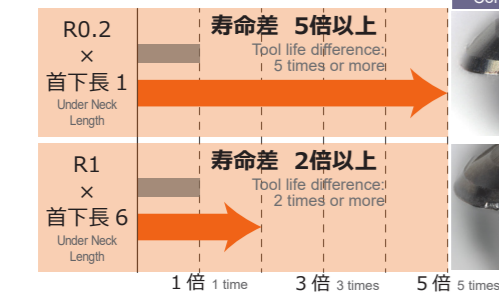 R0.2
×
首下長 1
Under Neck
Length
寿命差 5倍以上
Tool life difference:
5 times or more
R1
×
首下長 6
Under Neck
Length
寿命差 2倍以上
Tool life difference:
2 times or more
1 倍 1 time 3 倍 3 times 5 倍 5 times